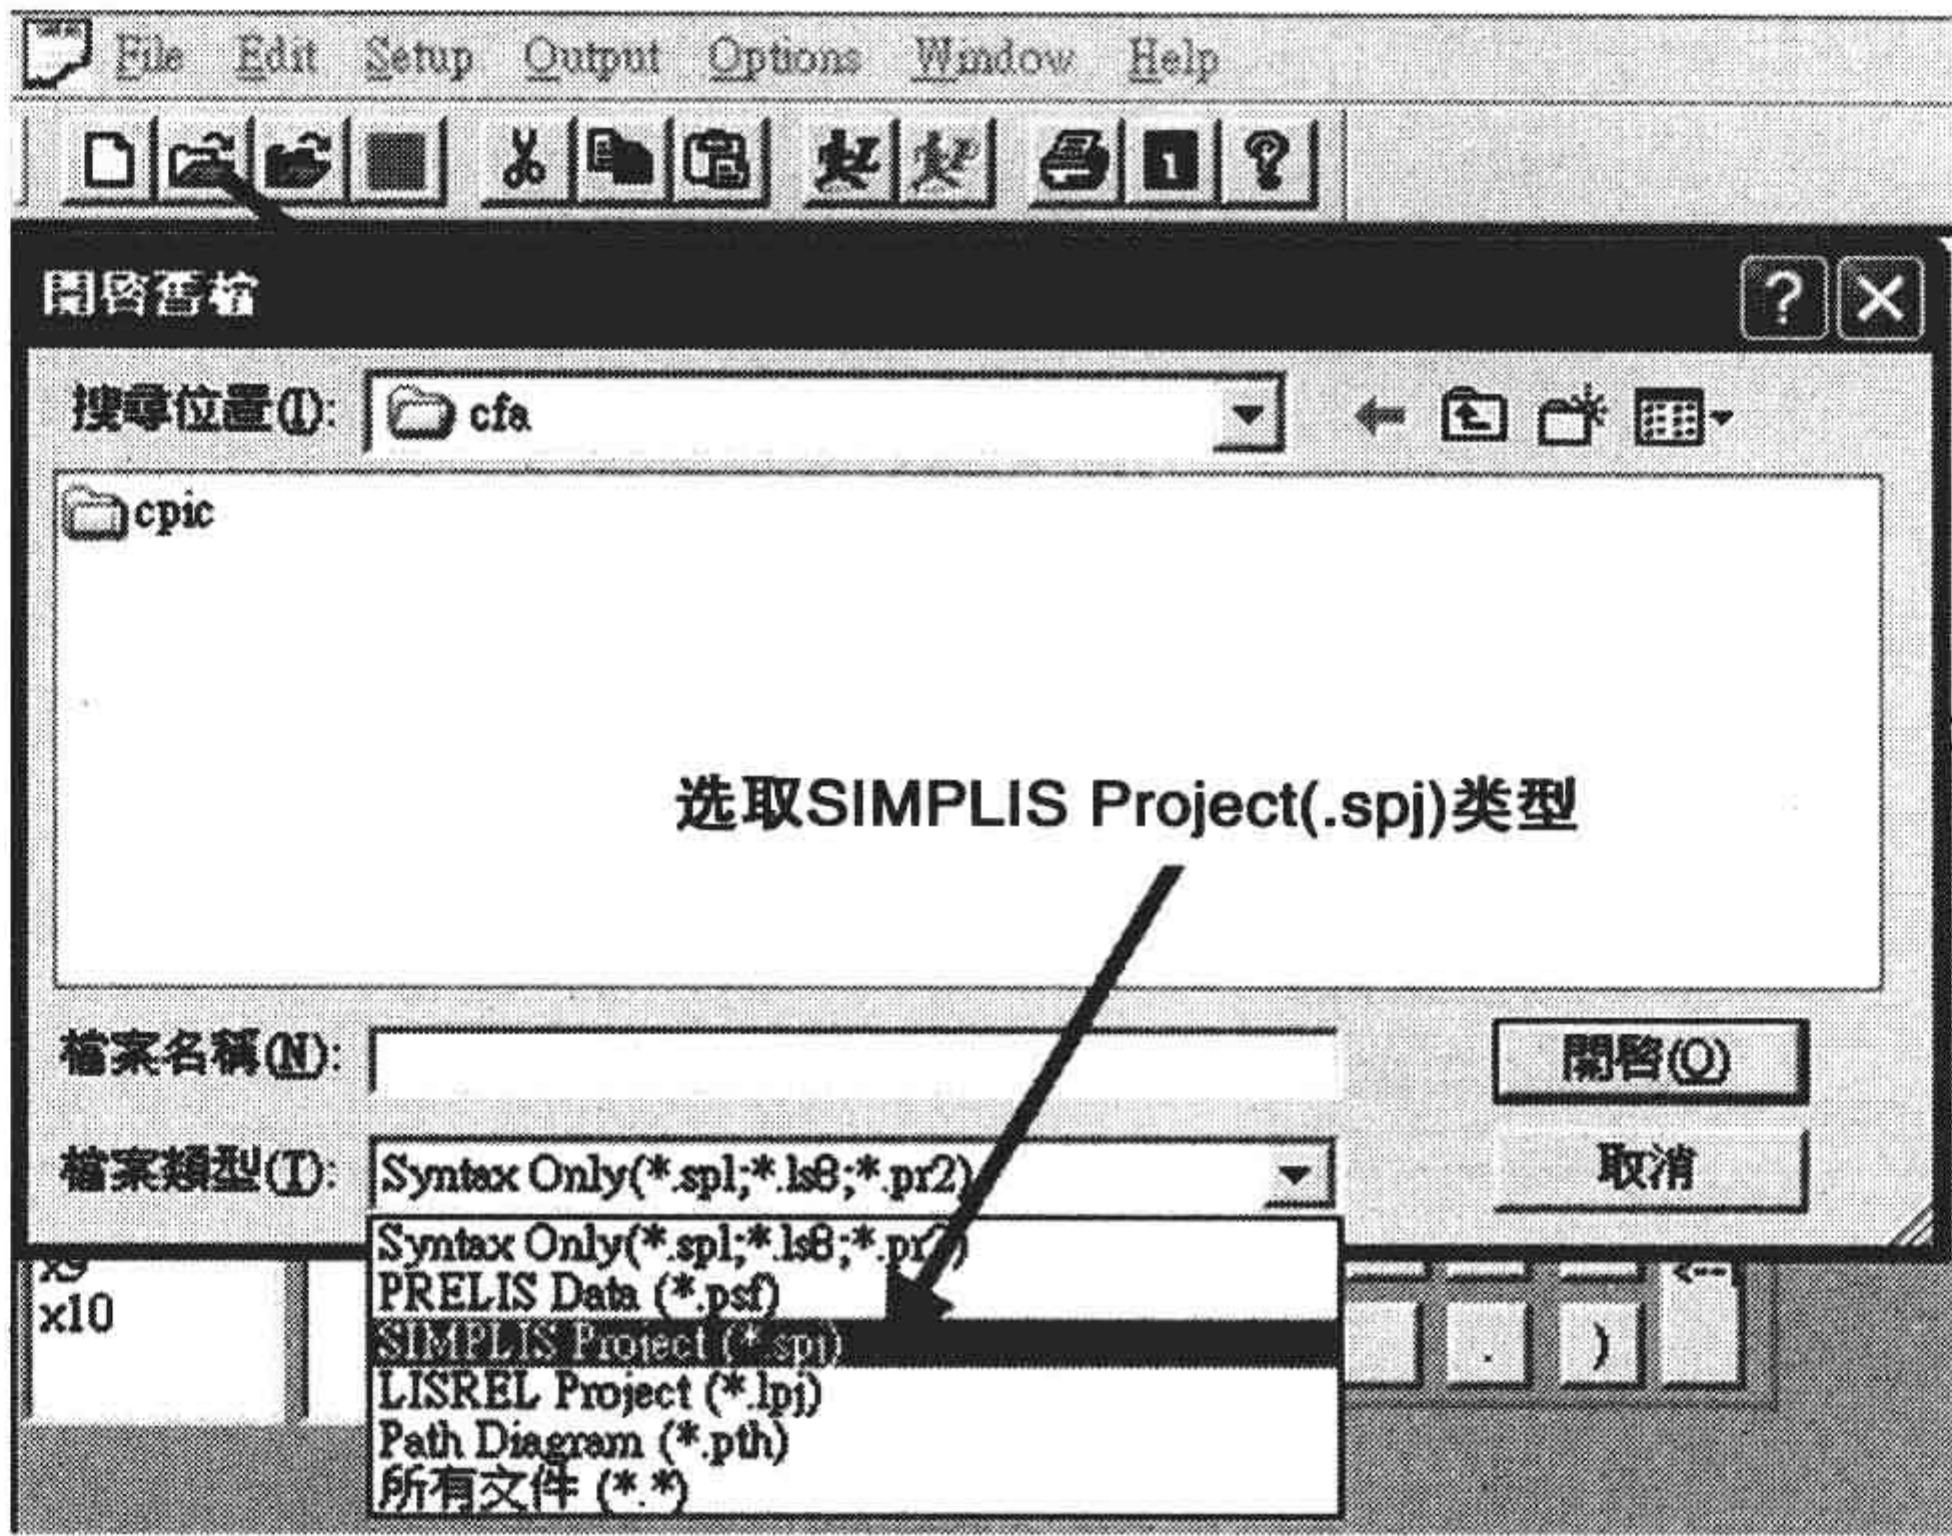 File Edit Setup Output Options Window Help
開啓舊檔
搜尋位置(I): cfa
cpic
选取SIMPLIS Project(.spj)类型
檔案名稱(N):
開啓(O)
檔案類型(T): Syntax Only(*.spl;*.ls8;*.pr2)
取消
Syntax Only(*.spl;*.ls8;*.pr2)
PRELIS Data (*.psf)
SIMPLIS Project (*.spj)
LISREL Project (*.lpj)
Path Diagram (*.pth)
所有文件 (*.*)
x9
x10
<--
. )